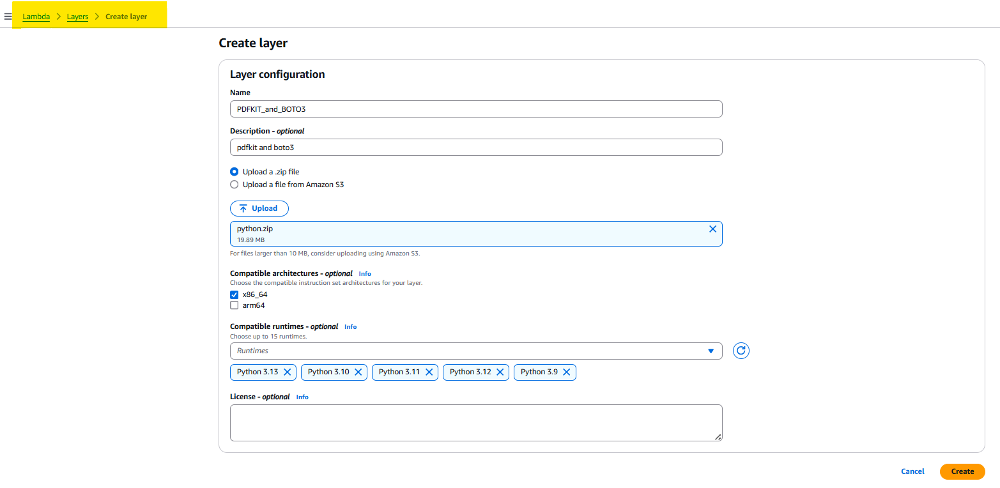 Lambda > Layers > Create layer
Create layer
Layer configuration
Name
PDFKIT_and_BOTO3
Description - optional
pdfkit and boto3
Upload a .zip file
Upload a file from Amazon S3
Upload
python.zip
19.89 MB
For files larger than 10 MB, consider uploading using Amazon S3.
Compatible architectures - optional Info
Choose the compatible instruction set architectures for your layer.
x86_64
arm64
Compatible runtimes - optional Info
Choose up to 15 runtimes.
Runtimes
Python 3.13 Python 3.10 Python 3.11 Python 3.12 Python 3.9
License - optional Info
Cancel Create